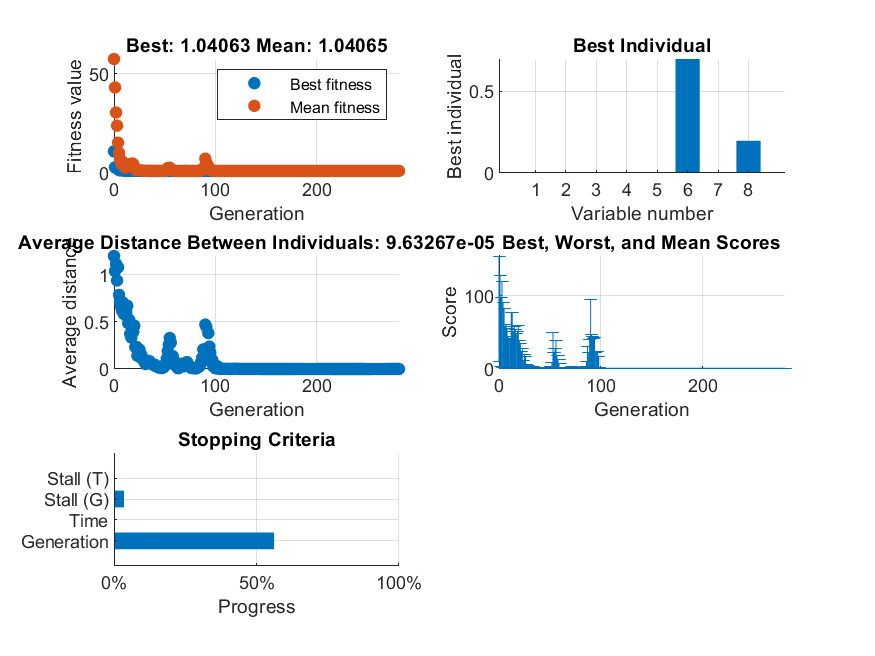 Best: 1.04063 Mean: 1.04065
Fitness value
50
0
Best fitness
Mean fitness
0
200
Generation
Best Individual
Best individual
0.5
0
1 2 3 4 5 6 7 8
Variable number
Average Distance Between Individuals: 9.63267e-05
Average distance
1
0.5
0
0 100 200
Generation
Best, Worst, and Mean Scores
Score
100
0
0 100 200
Generation
Stopping Criteria
Stall (T)
Stall (G)
Time
Generation
0% 50% 100%
Progress